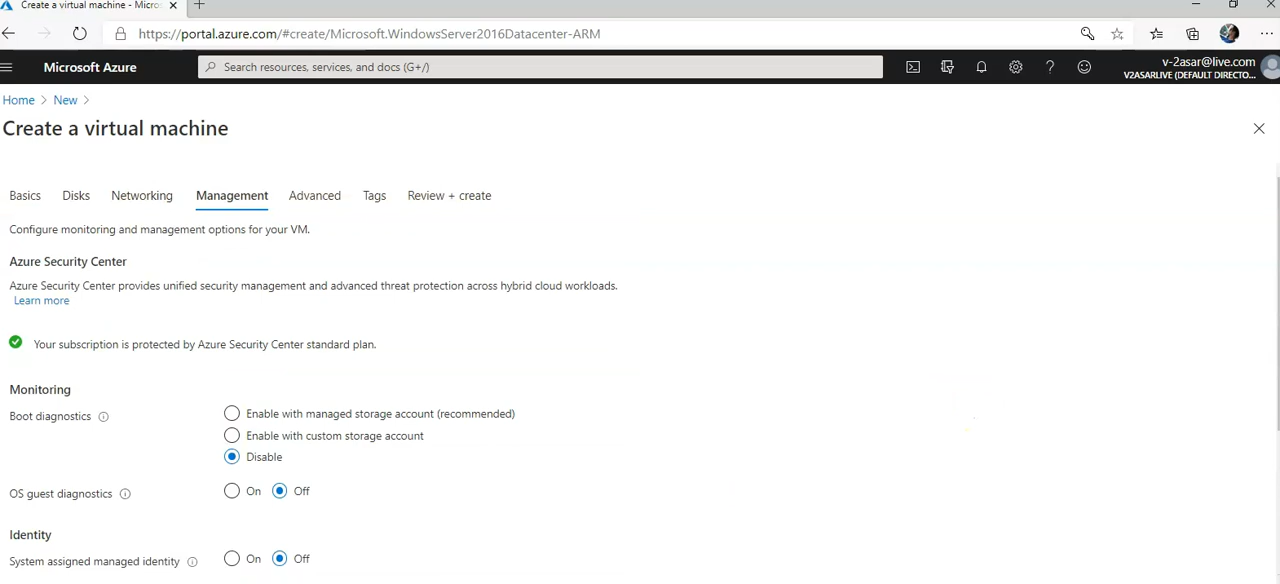 Create a virtual machine - Micros
https://portal.azure.com/#create/Microsoft.WindowsServer2016Datacenter-ARM
Microsoft Azure
Search resources, services, and docs (G+/)
v-2asar@live.com
V2ASARLIVE (DEFAULT DIRECTO...
Home > New >
Create a virtual machine
Basics Disks Networking Management Advanced Tags Review + create
Configure monitoring and management options for your VM.
Azure Security Center
Azure Security Center provides unified security management and advanced threat protection across hybrid cloud workloads.
Learn more
Your subscription is protected by Azure Security Center standard plan.
Monitoring
Boot diagnostics
Enable with managed storage account (recommended)
Enable with custom storage account
Disable
OS guest diagnostics
On Off
Identity
System assigned managed identity
On Off